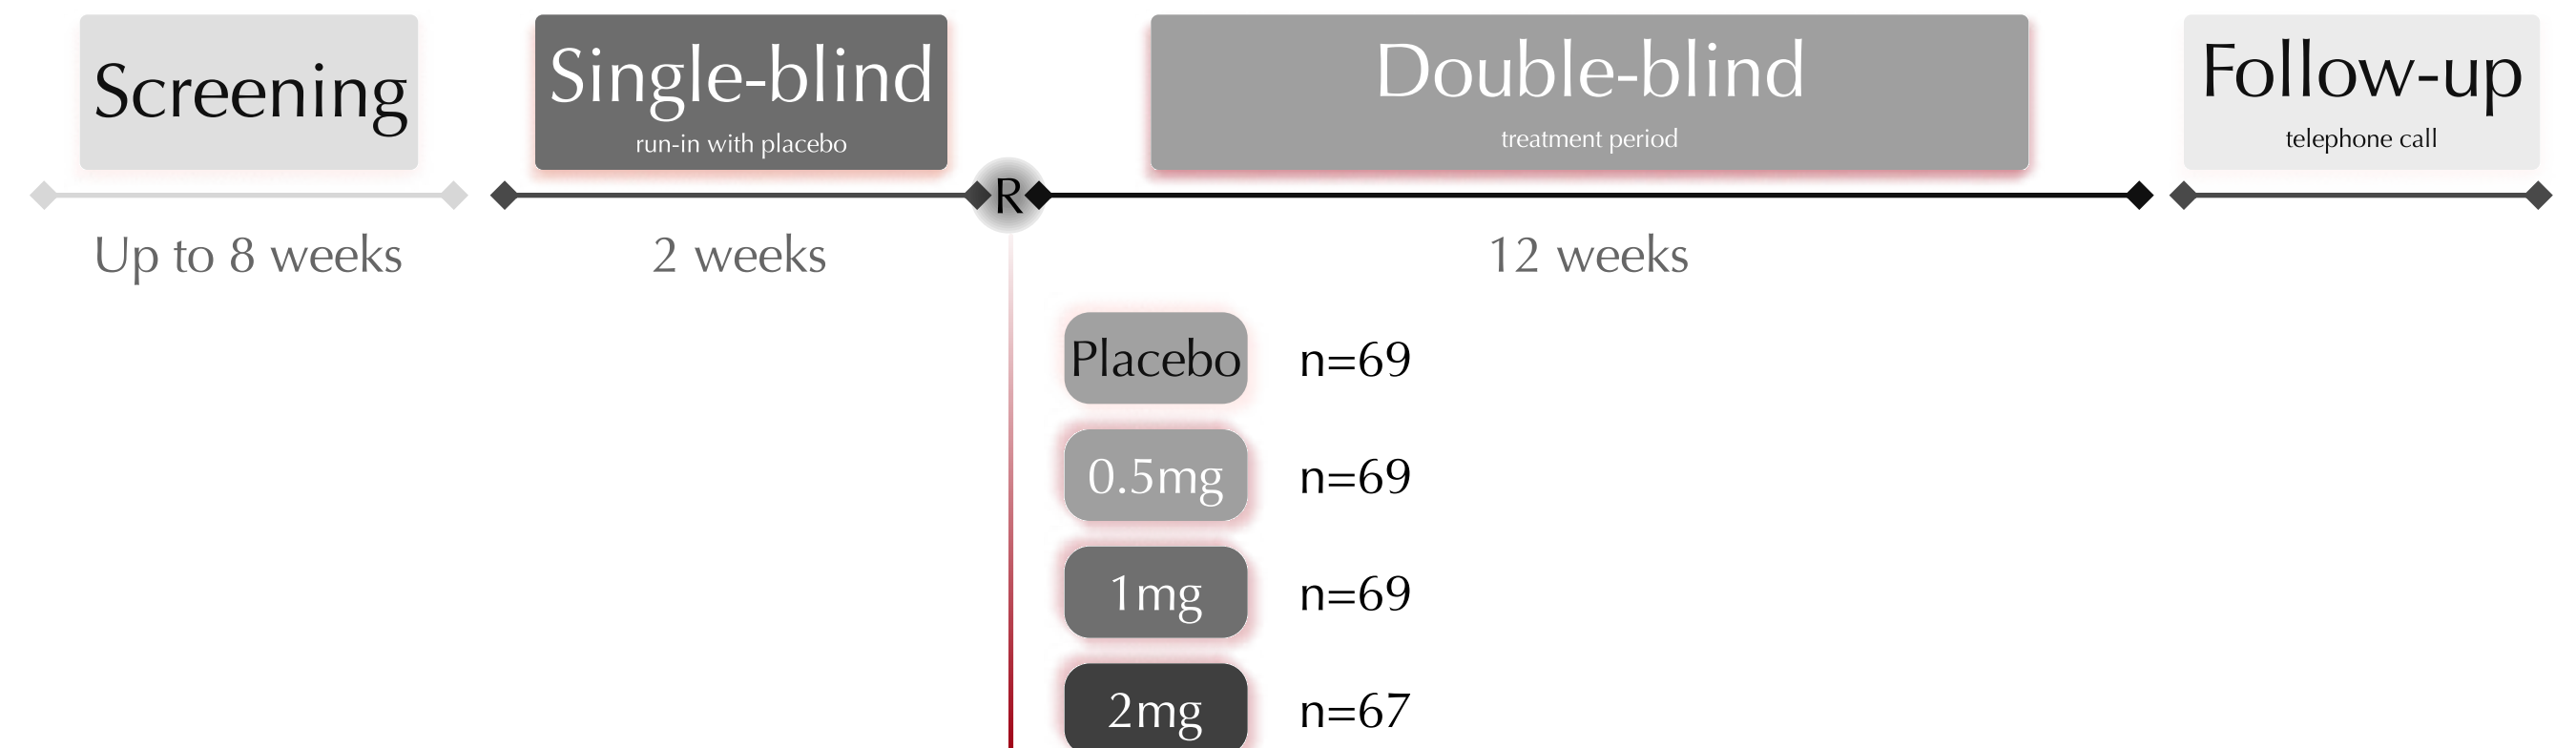 Screening
Single-blind
run-in with placebo
Double-blind
treatment period
Follow-up
telephone call
R
Up to 8 weeks
2 weeks
12 weeks
Placebo n=69
0.5mg n=69
1mg n=69
2mg n=67